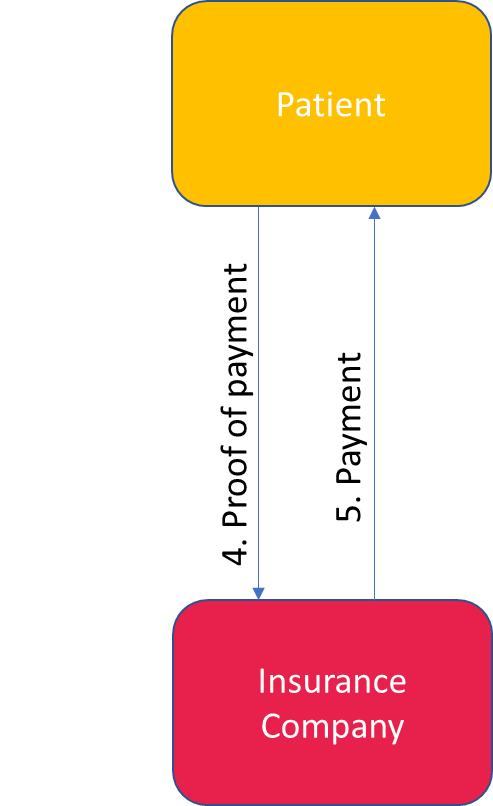 Patient
4. Proof of payment
5. Payment
Insurance
Company